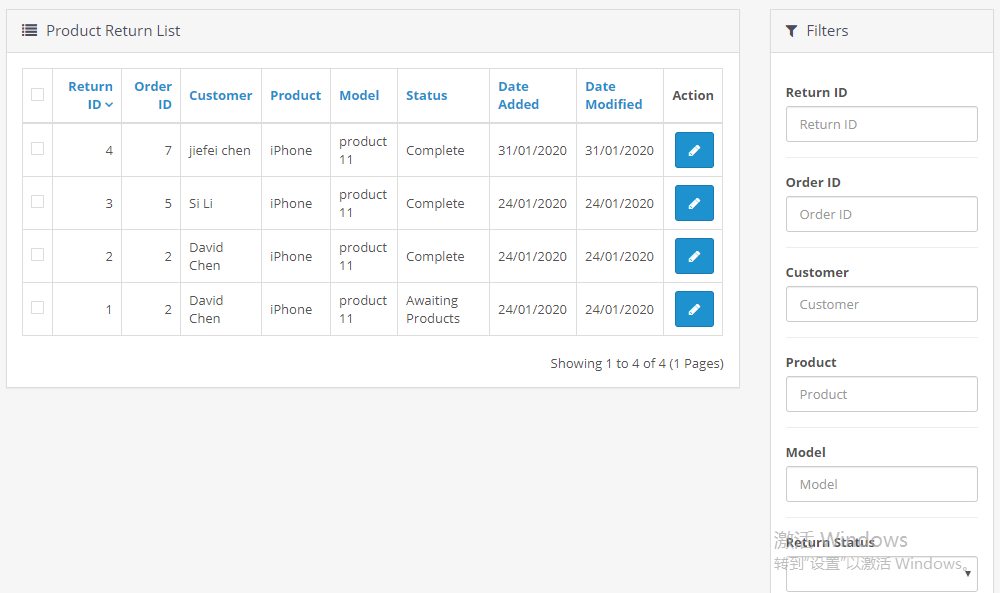 Product Return List
Return ID
Order ID
Customer
Product
Model
Status
Date Added
Date Modified
Action
4 7 jiefei chen iPhone product 11 Complete 31/01/2020 31/01/2020
3 5 Si Li iPhone product 11 Complete 24/01/2020 24/01/2020
2 2 David Chen iPhone product 11 Complete 24/01/2020 24/01/2020
1 2 David Chen iPhone product 11 Awaiting Products 24/01/2020 24/01/2020
Showing 1 to 4 of 4 (1 Pages)
Filters
Return ID
Return ID
Order ID
Order ID
Customer
Customer
Product
Product
Model
Model
Return Status
激活 Windows
转到“设置”以激活 Windows。